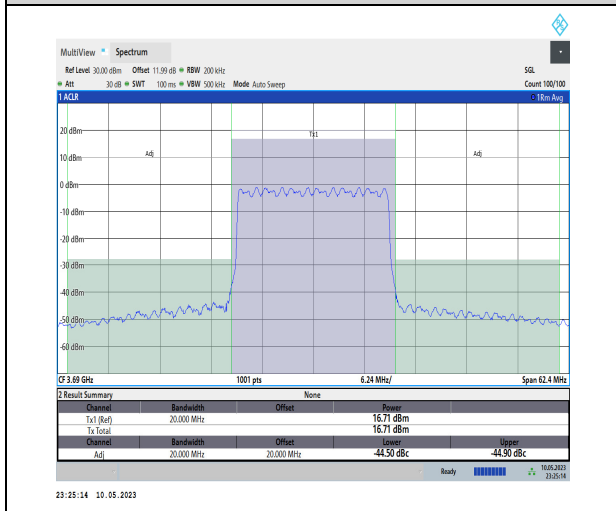 MultiView Spectrum
Ref Level 30.00 dBm Offset 11.99 dB RBW 200 kHz SGL
Att 30 dB SWT 100 ms VBW 500 kHz Mode Auto Sweep Count 100/100
1 ACLR 1Rm Avg
20 dBm
Tx1
10 dBm
Adj
Adj
0 dBm
-10 dBm
-20 dBm
-30 dBm
-40 dBm
-50 dBm
-60 dBm
CF 3.69 GHz 1001 pts 6.24 MHz/ Span 62.4 MHz
2 Result Summary None
Channel Bandwidth Offset Power
Tx1 (Ref) 20.000 MHz 16.71 dBm
Tx Total 16.71 dBm
Channel Bandwidth Offset Lower Upper
Adj 20.000 MHz 20.000 MHz -44.50 dBc -44.90 dBc
Ready 10.05.2023
23:25:14
23:25:14 10.05.2023